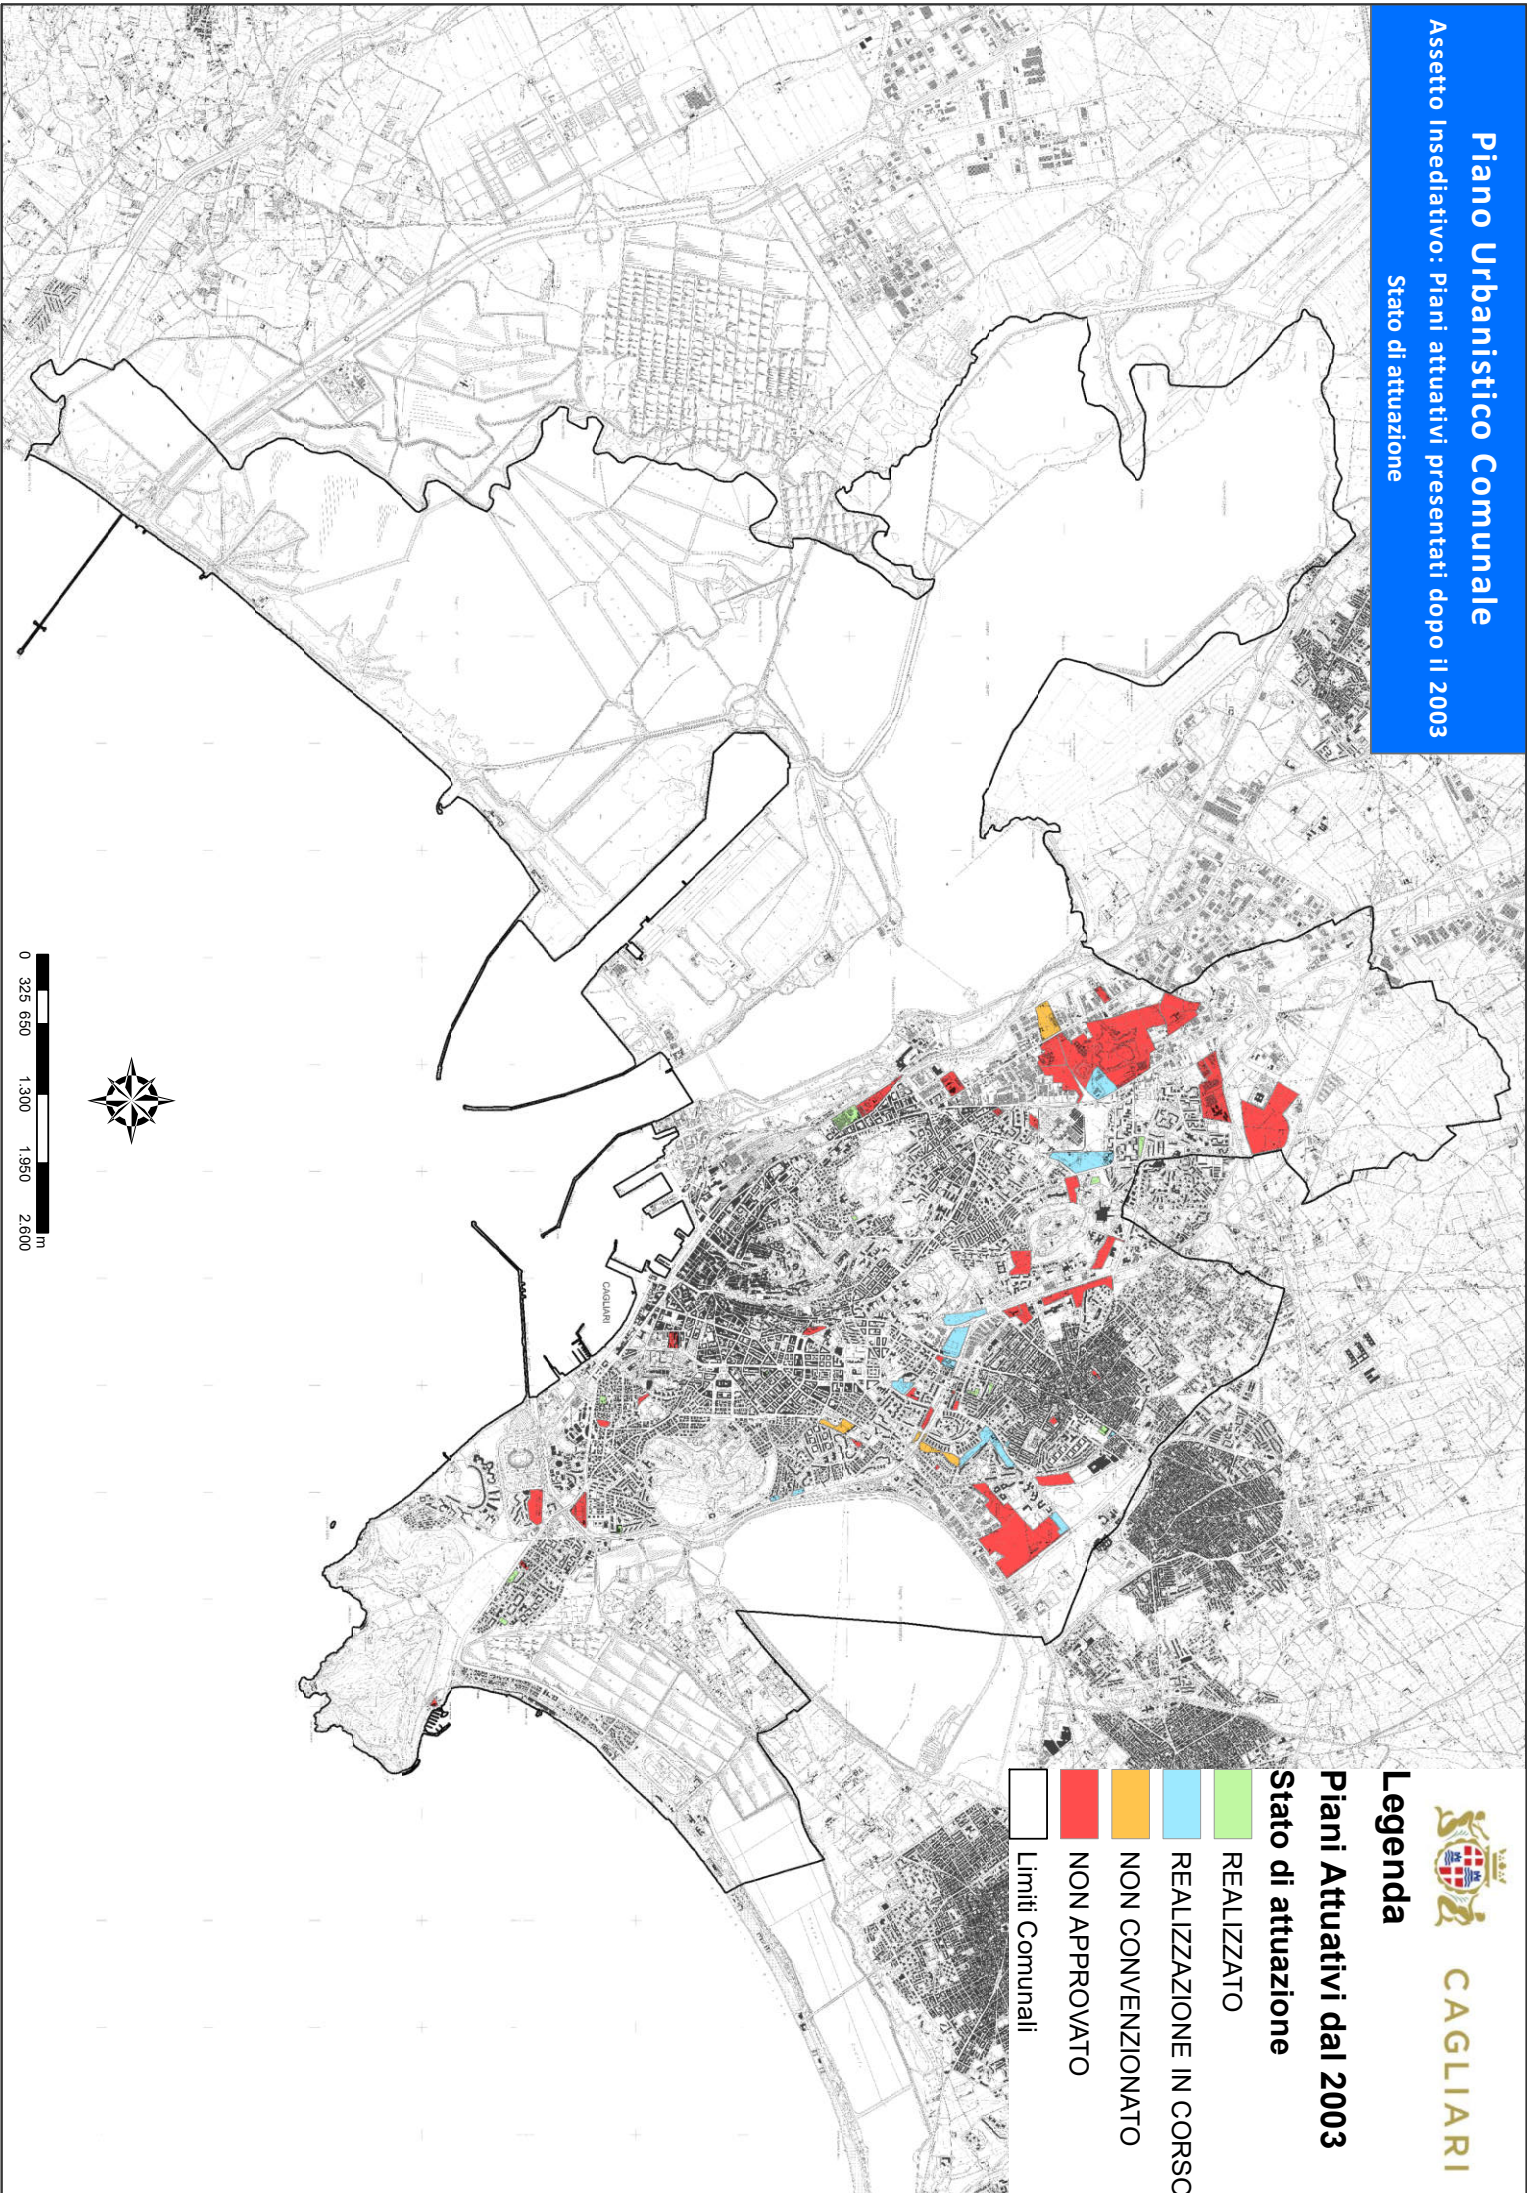 Piano Urbanistico Comunale
Assetto Insediativo: Piani attuativi presentati dopo il 2003
Stato di attuazione
CAGLIARI
Legenda
Piani Attuativi dal 2003
Stato di attuazione
REALIZZATO
REALIZZAZIONE IN CORSO
NON CONVENZIONATO
NON APPROVATO
Limiti Comunali
CAGLIARI
0 325 650 1.300 1.950 2.600
m